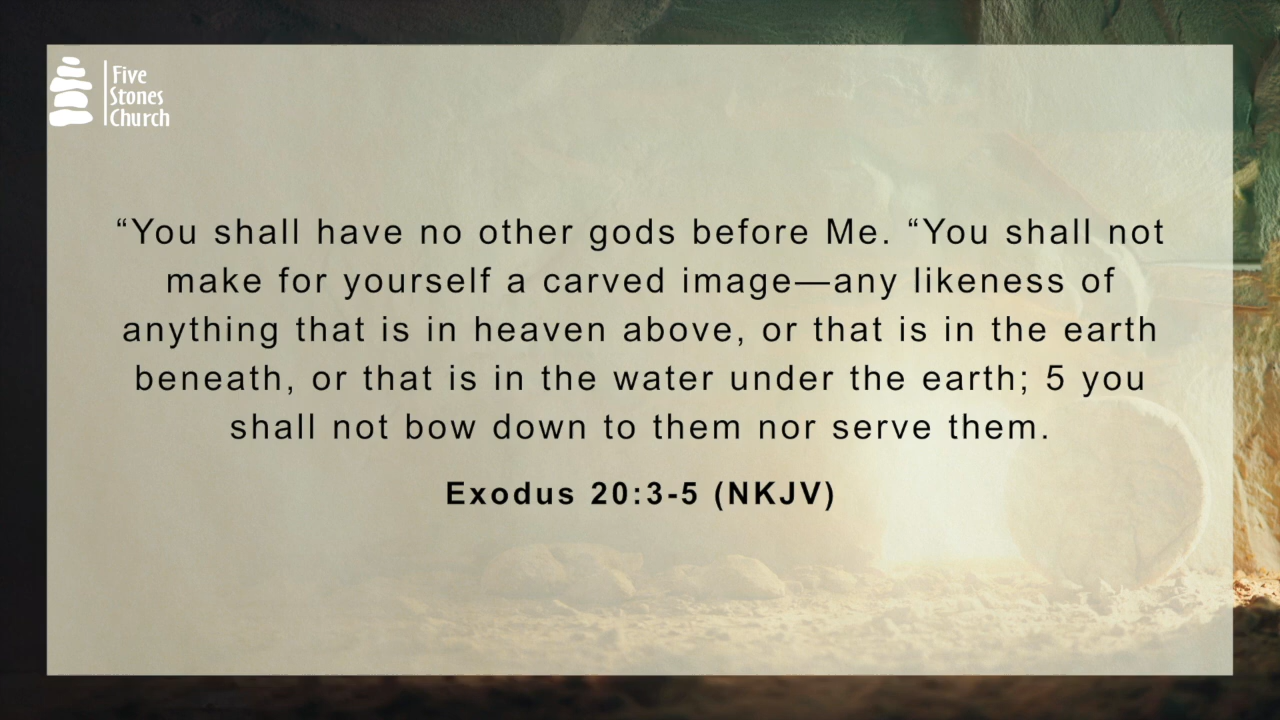 Five
Stones
Church
“You shall have no other gods before Me. “You shall not
make for yourself a carved image—any likeness of
anything that is in heaven above, or that is in the earth
beneath, or that is in the water under the earth; 5 you
shall not bow down to them nor serve them.
Exodus 20:3-5 (NKJV)